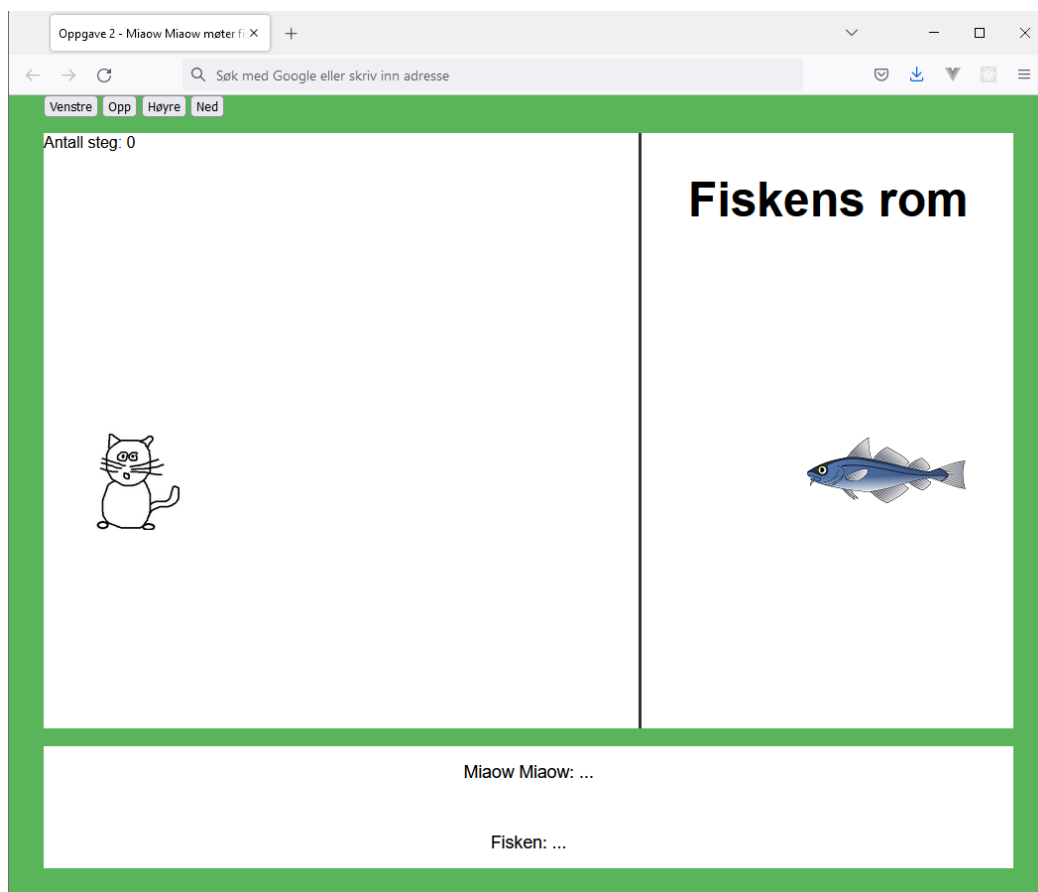 Oppgave 2 - Miaow Miaow møter fi
Søk med Google eller skriv inn adresse
Venstre Opp Høyre Ned
Antall steg: 0
Fiskens rom
Miaow Miaow: ...
Fisken: ...